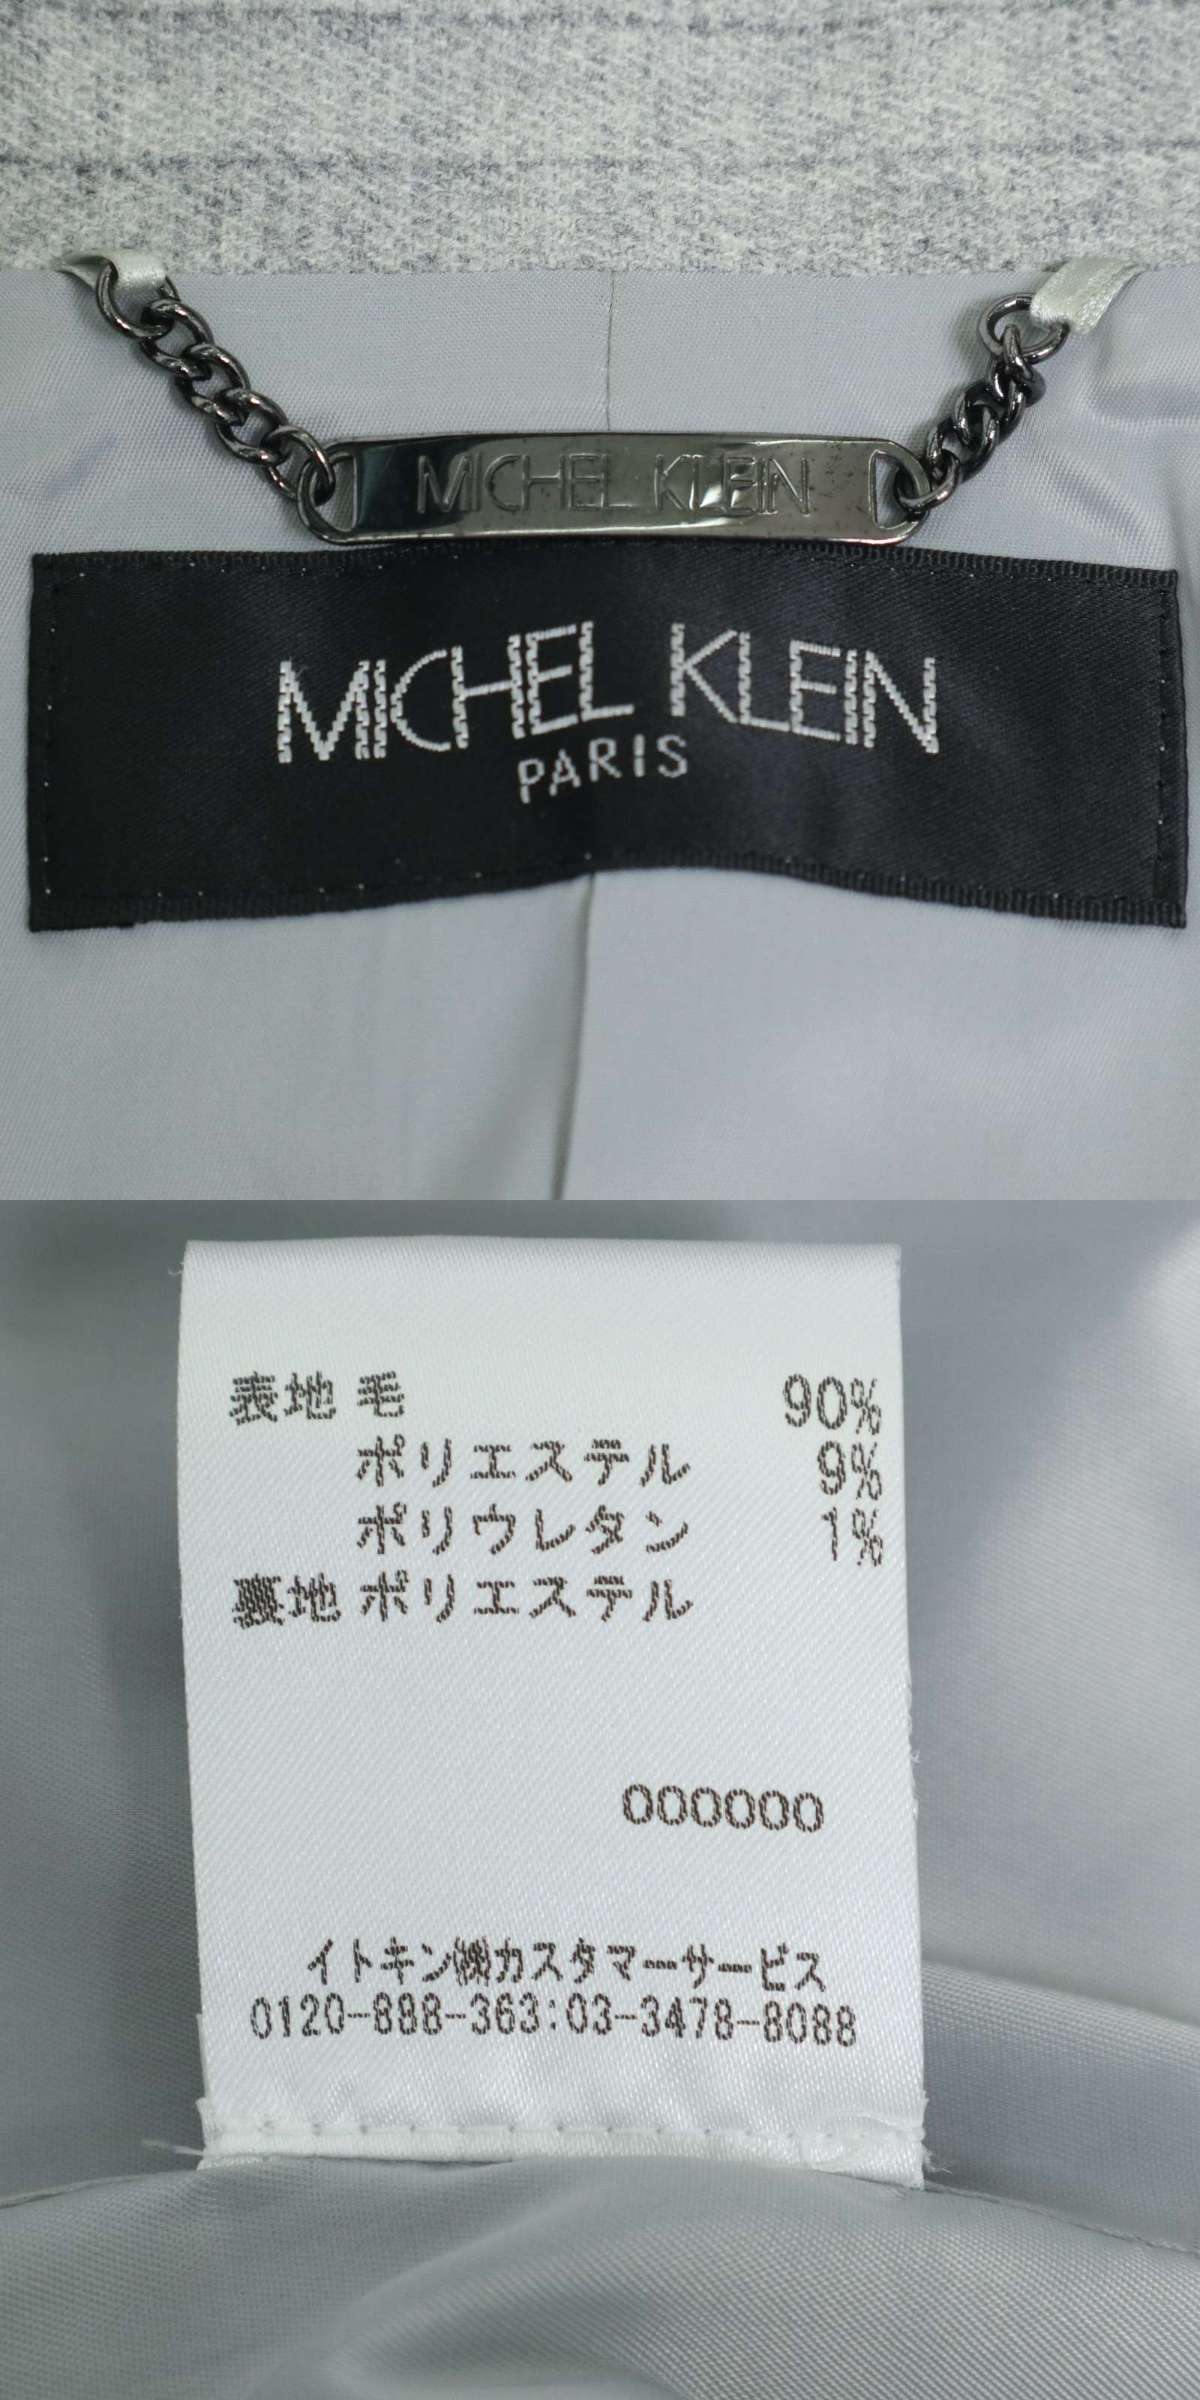 MICHEL KLEIN
MICHEL KLEIN
PARIS
表地 毛 90%
ポリエステル 9%
ポリウレタン 1%
裏地 ポリエステル
000000
イトキン㈱カスタマーサービス
0120-888-363:03-3478-8088